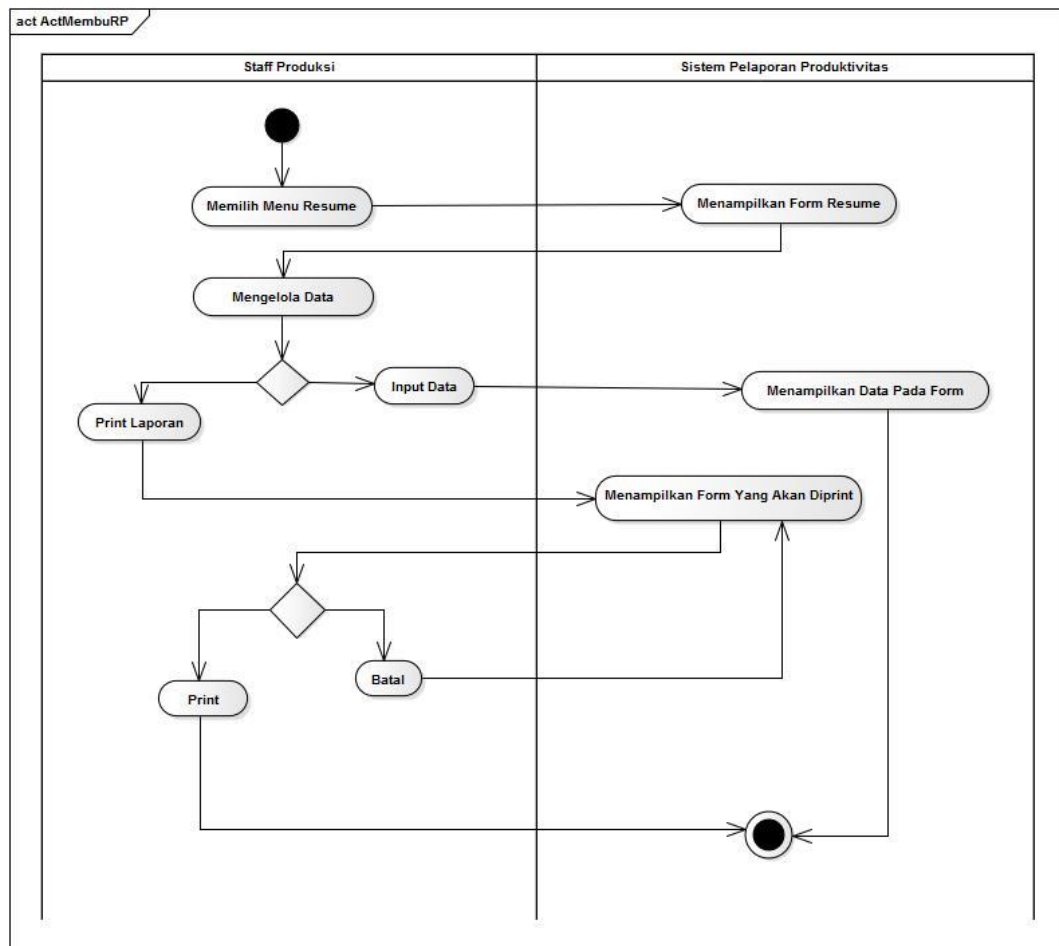 act ActMembuRP
Staff Produksi
Sistem Pelaporan Produktivitas
Memilih Menu Resume
Menampilkan Form Resume
Mengelola Data
Input Data
Menampilkan Data Pada Form
Print Laporan
Menampilkan Form Yang Akan Diprint
Batal
Print